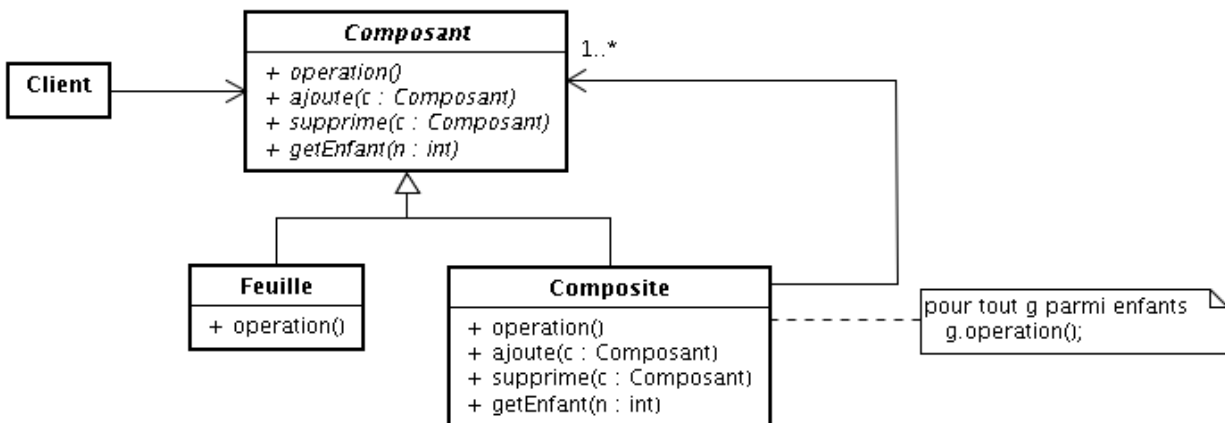 Composant
+ operation()
+ ajoute(c : Composant)
+ supprime(c : Composant)
+ getEnfant(n : int)
1..*
Client
Feuille
+ operation()
Composite
+ operation()
+ ajoute(c : Composant)
+ supprime(c : Composant)
+ getEnfant(n : int)
pour tout g parmi enfants
g.operation();